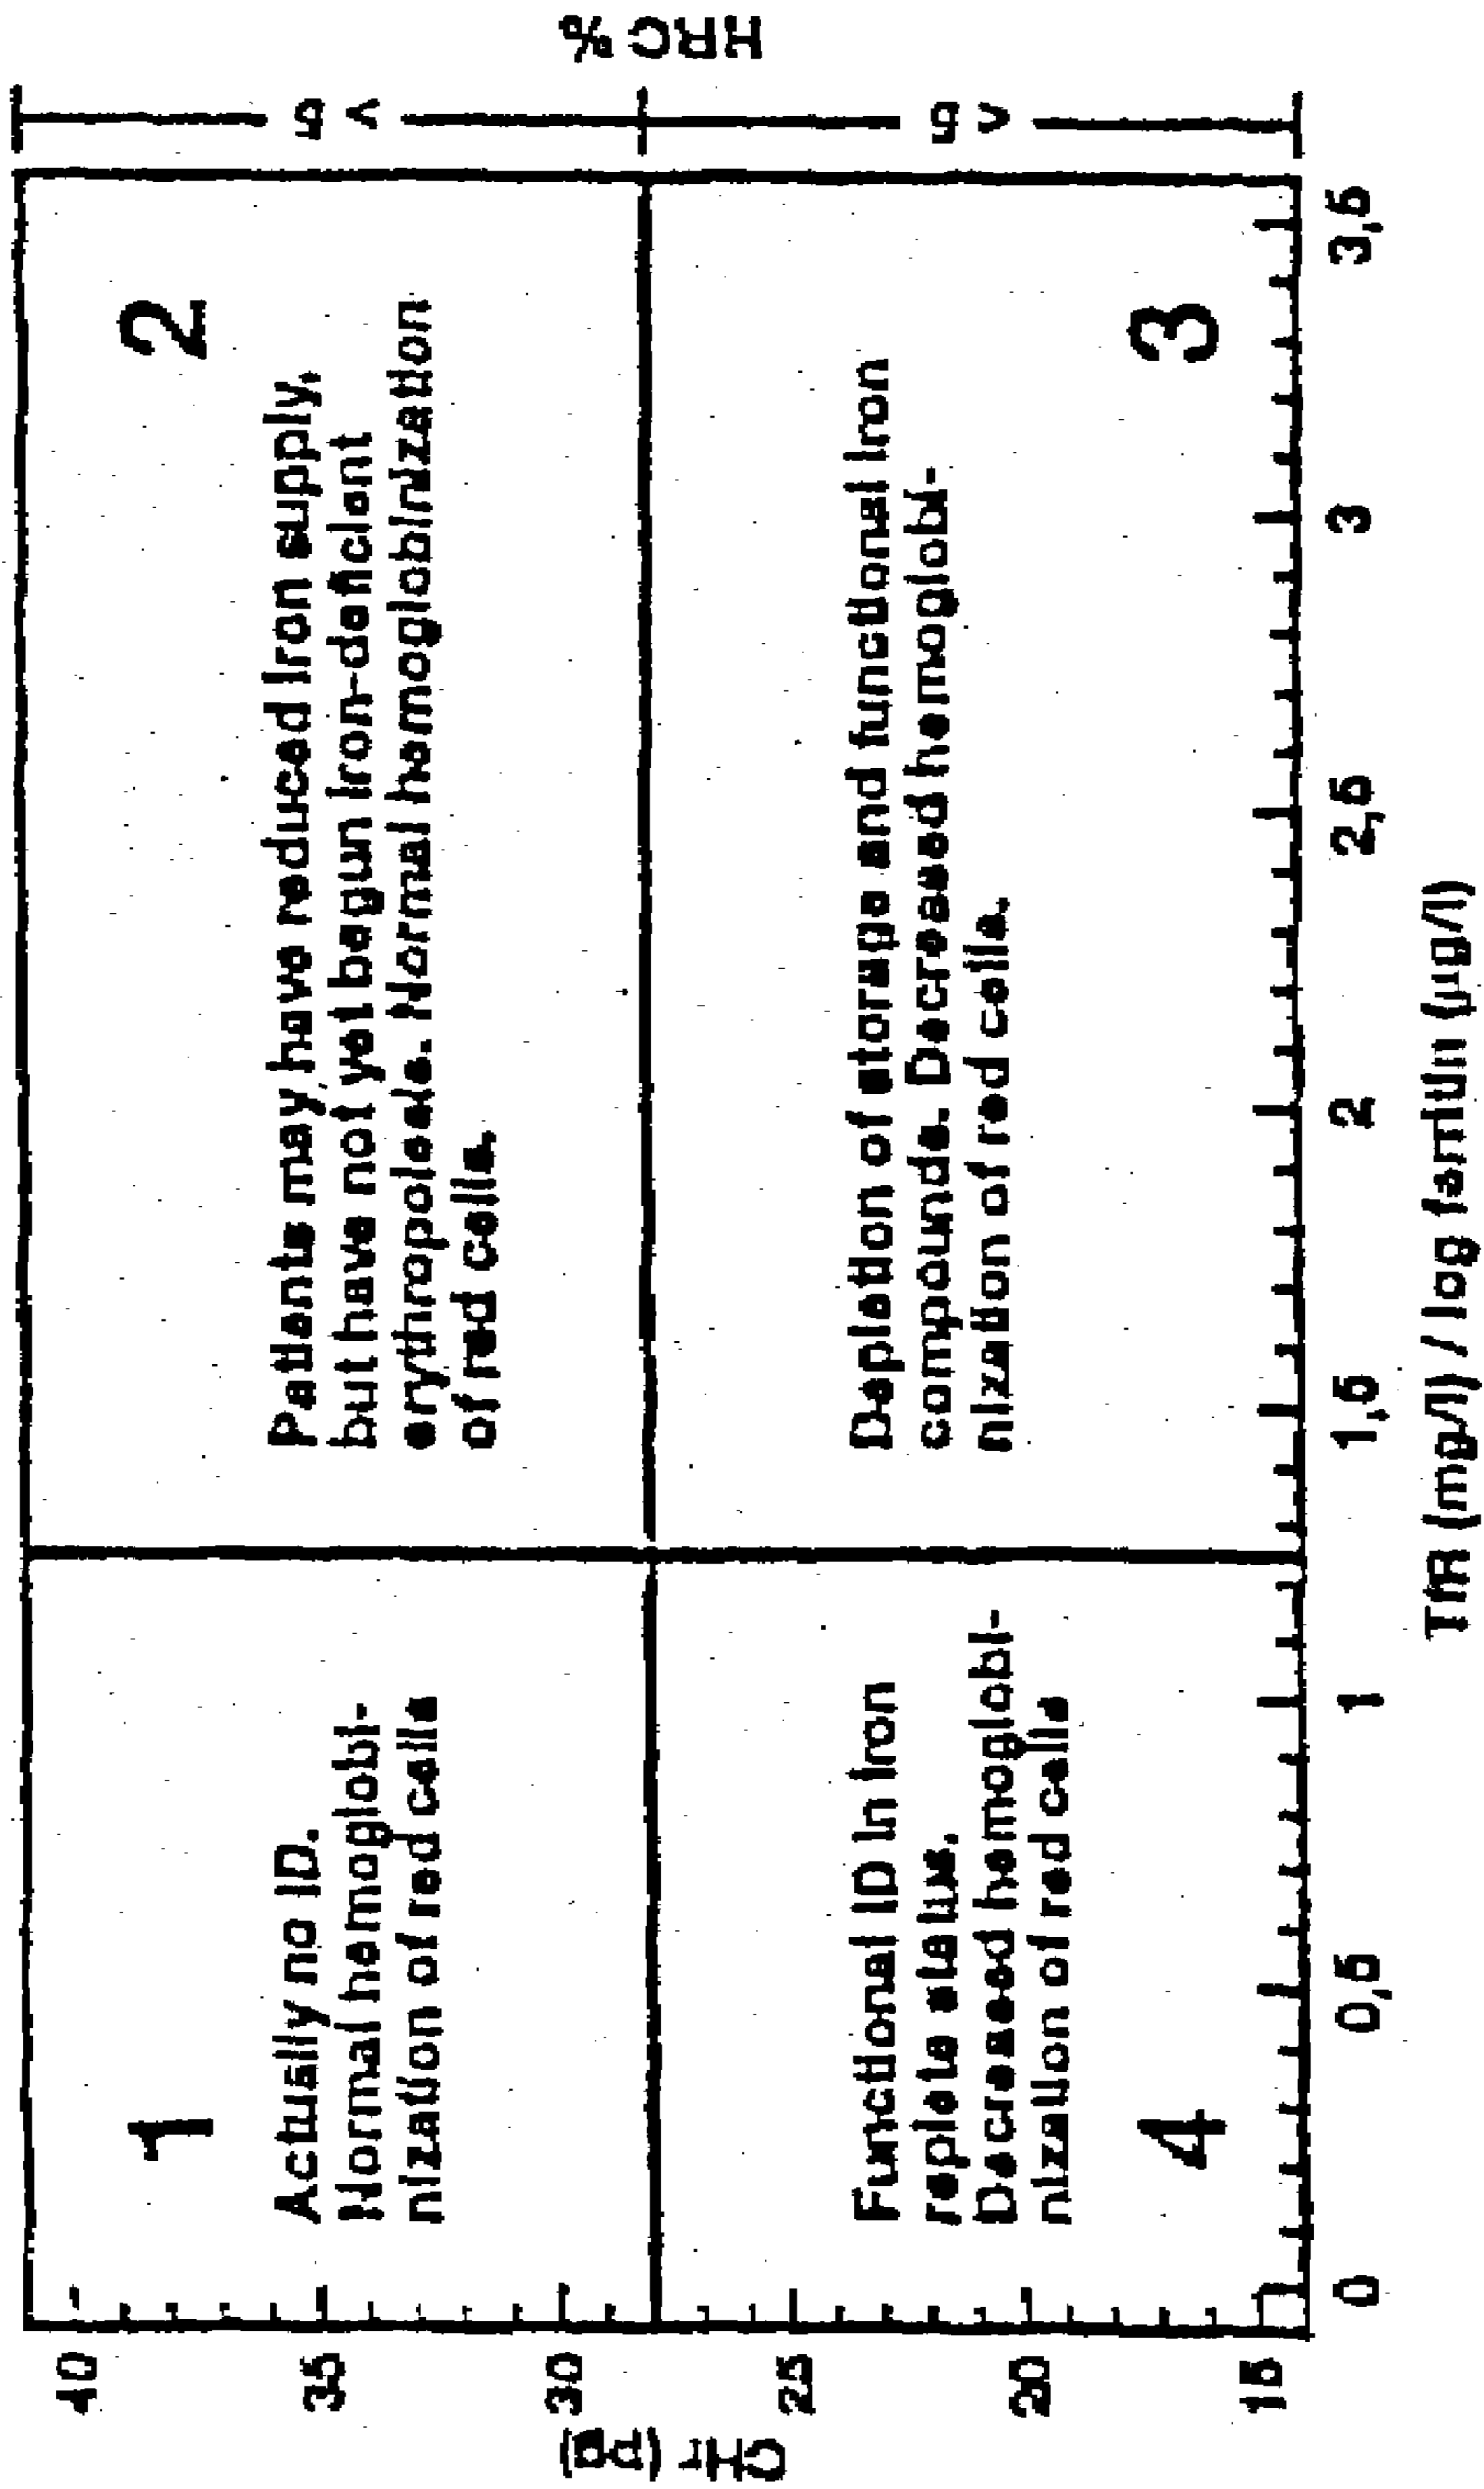 1
Actually no ID.
Normal hemoglobi-
nization of red cells
2
Patients may have reduced iron supply,
but have not yet begun iron-deficient
erythropoiesis. Normal hemoglobinization
of red cells.
4
Functional ID in iron
replete status.
Decreased hemoglobi-
nization of red cells
3
Depletion of storage and functional iron
compounds. Decreased hemoglobi-
nization of red cells.
CHr (pg)
40
35
30
25
20
15
0
0,5
1
1,5
2
2,5
3
3,5
TfR (mg/l) / log ferritin (µg/l)
> 5
< 5
HRC %